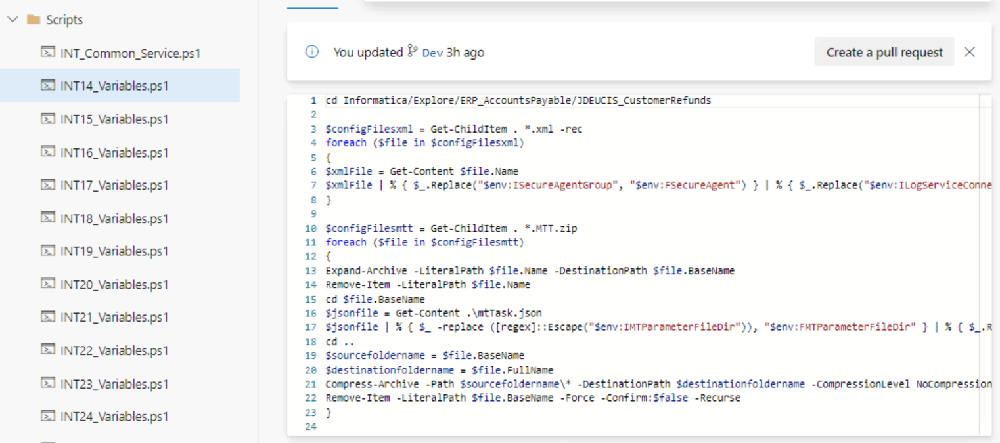 Scripts
INT_Common_Service.ps1
INT14_Variables.ps1
INT15_Variables.ps1
INT16_Variables.ps1
INT17_Variables.ps1
INT18_Variables.ps1
INT19_Variables.ps1
INT20_Variables.ps1
INT21_Variables.ps1
INT22_Variables.ps1
INT23_Variables.ps1
INT24_Variables.ps1
You updated Dev 3h ago
Create a pull request
1 cd Informatica/Explore/ERP_AccountsPayable/JDEUCIS_CustomerRefunds
2
3 $configFilesxml = Get-ChildItem . *.xml -rec
4 foreach ($file in $configFilesxml)
5 {
6 $xmlFile = Get-Content $file.Name
7 $xmlFile | % { $_.Replace("$env:ISecureAgentGroup", "$env:FSecureAgent") } | % { $_.Replace("$env:ILogServiceConne
8 }
9
10 $configFilesmtt = Get-ChildItem . *.MTT.zip
11 foreach ($file in $configFilesmtt)
12 {
13 Expand-Archive -LiteralPath $file.Name -DestinationPath $file.BaseName
14 Remove-Item -LiteralPath $file.Name
15 cd $file.BaseName
16 $jsonfile = Get-Content .\mtTask.json
17 $jsonfile | % { $_ -replace ([regex]::Escape("$env:IMTParameterFileDir")), "$env:FMTParameterFileDir" } | % { $_.R
18 cd ..
19 $sourcefoldername = $file.BaseName
20 $destinationfoldername = $file.FullName
21 Compress-Archive -Path $sourcefoldername\* -DestinationPath $destinationfoldername -CompressionLevel NoCompression
22 Remove-Item -LiteralPath $file.BaseName -Force -Confirm:$false -Recurse
23 }
24